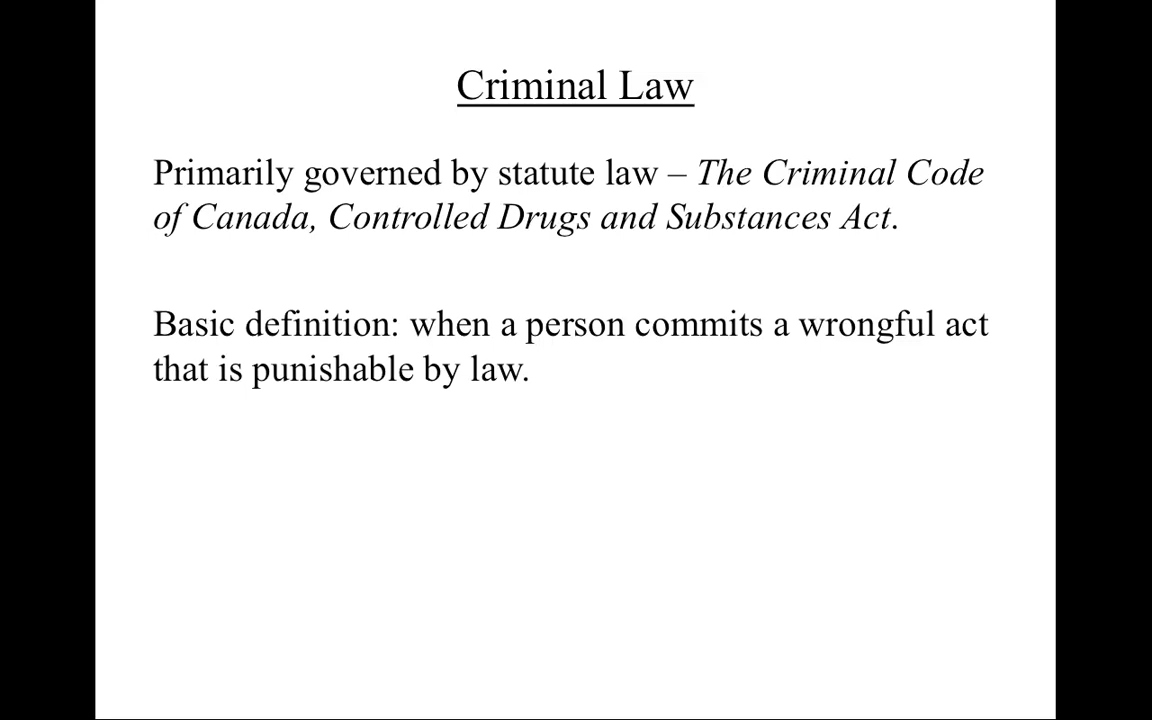 Criminal Law
Primarily governed by statute law – The Criminal Code
of Canada, Controlled Drugs and Substances Act.
Basic definition: when a person commits a wrongful act
that is punishable by law.